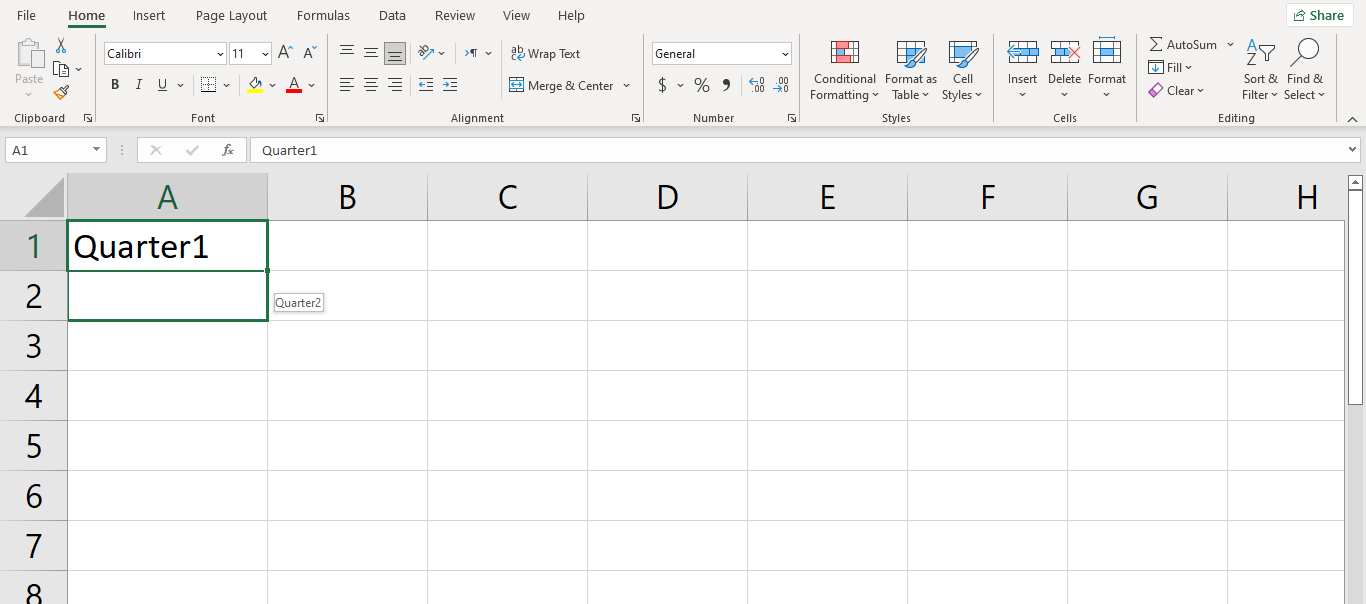 File Home Insert Page Layout Formulas Data Review View Help Share
Calibri 11 A A Wrap Text General AutoSum
Paste Conditional Format as Cell Insert Delete Format Fill Sort & Find &
B I U A Merge & Center $ % Formatting Table Styles Clear Filter Select
Clipboard Font Alignment Number Styles Cells Editing
A1 fx Quarter1
A B C D E F G H
1 Quarter1
2 Quarter2
3
4
5
6
7
8